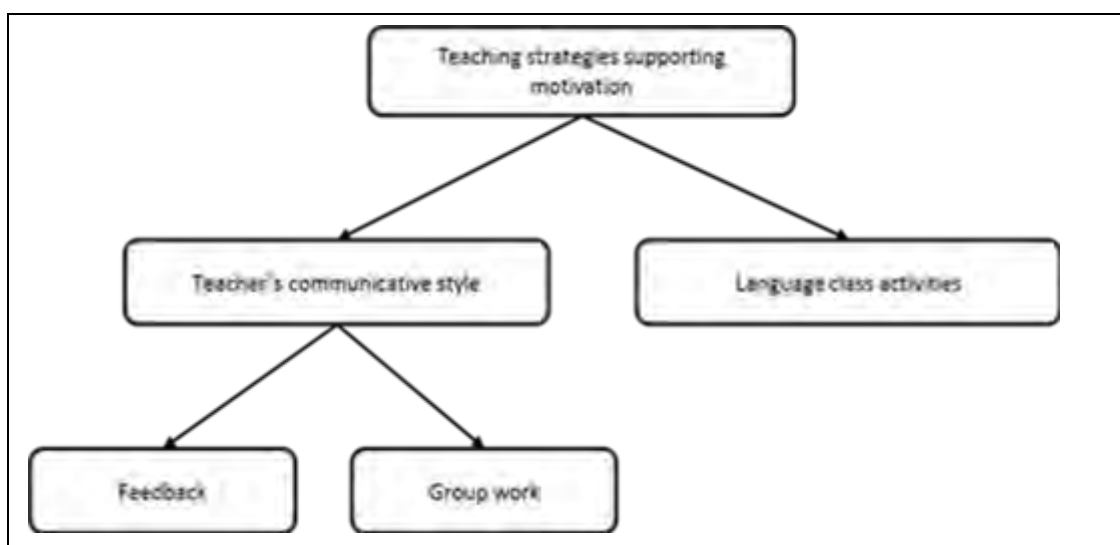 Teaching strategies supporting
motivation
Teacher's communicative style
Language class activities
Feedback
Group work